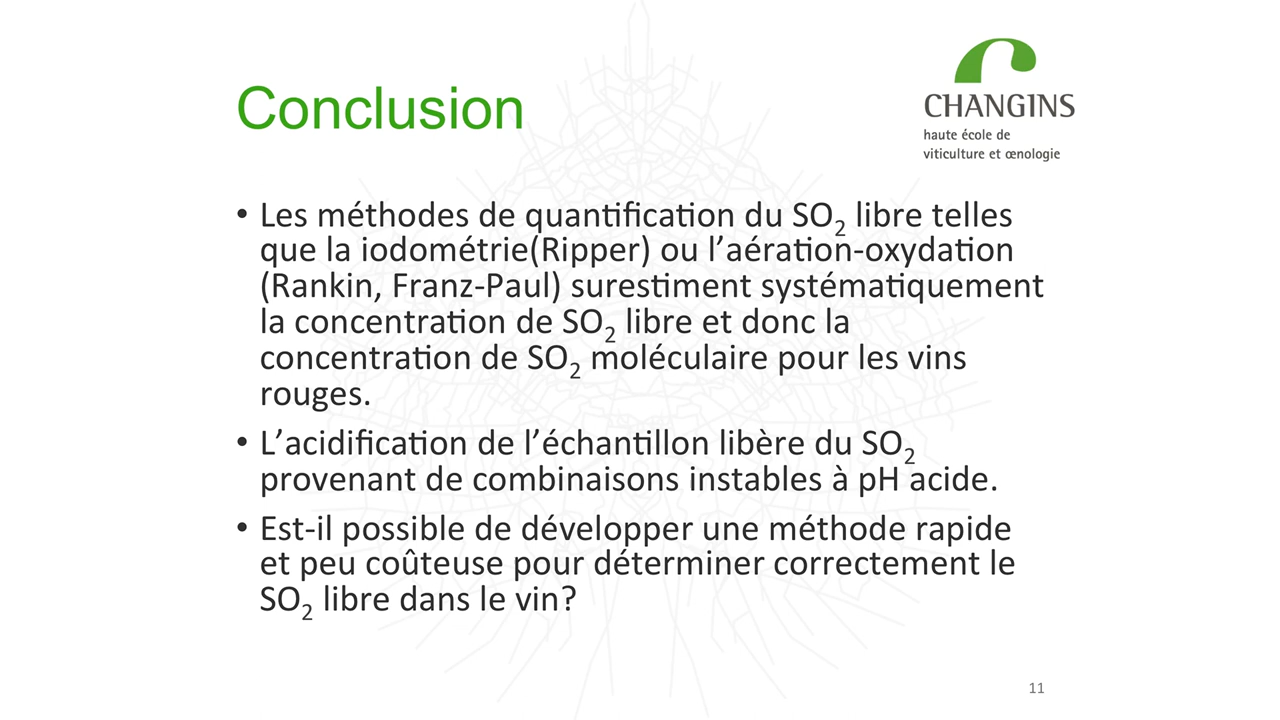 Conclusion
CHANGINS
haute école de
viticulture et œnologie
• Les méthodes de quantification du SO2 libre telles
que la iodométrie(Ripper) ou l’aération-oxydation
(Rankin, Franz-Paul) surestiment systématiquement
la concentration de SO2 libre et donc la
concentration de SO2 moléculaire pour les vins
rouges.
• L’acidification de l’échantillon libère du SO2
provenant de combinaisons instables à pH acide.
• Est-il possible de développer une méthode rapide
et peu coûteuse pour déterminer correctement le
SO2 libre dans le vin?
11